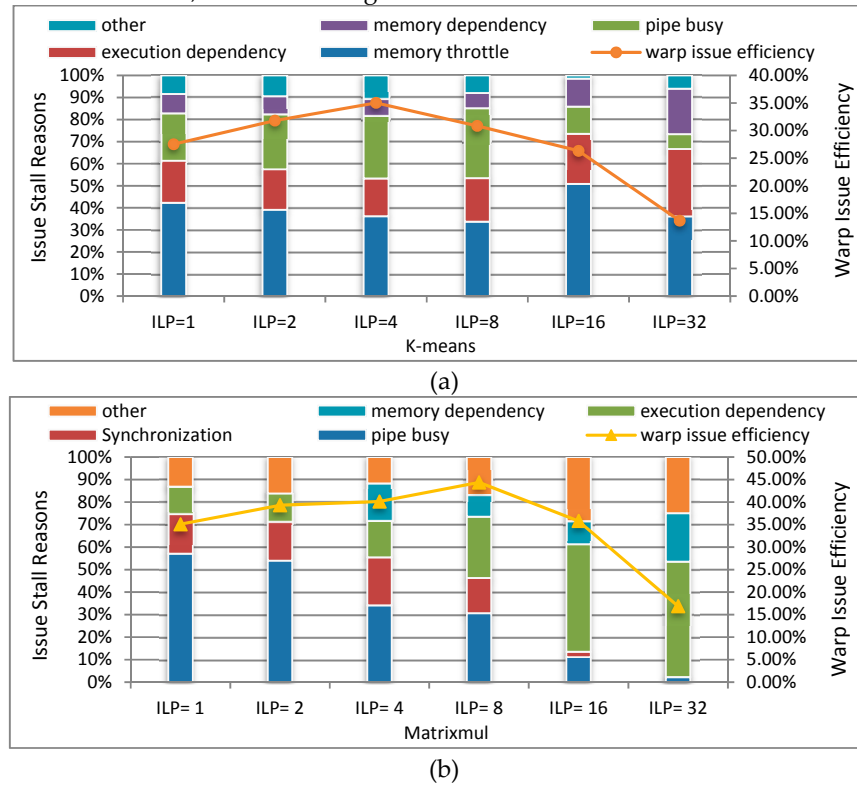 other memory dependency pipe busy
execution dependency memory throttle warp issue efficiency
100% 40.00%
90% 35.00%
80% 30.00%
70% 25.00%
60% 20.00%
50% 15.00%
40% 10.00%
30% 5.00%
20% 0.00%
10%
0%
Issue Stall Reasons
Warp Issue Efficiency
ILP=1 ILP=2 ILP=4 ILP=8 ILP=16 ILP=32
K-means
(a)
other memory dependency execution dependency
Synchronization pipe busy warp issue efficiency
100% 50.00%
90% 45.00%
80% 40.00%
70% 35.00%
60% 30.00%
50% 25.00%
40% 20.00%
30% 15.00%
20% 10.00%
10% 5.00%
0% 0.00%
Issue Stall Reasons
Warp Issue Efficiency
ILP= 1 ILP= 2 ILP= 4 ILP= 8 ILP= 16 ILP= 32
Matrixmul
(b)